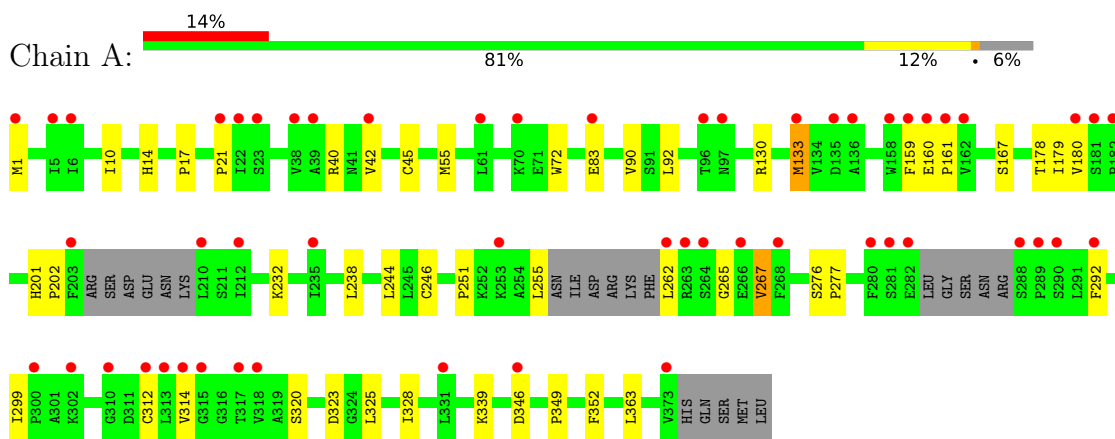 14%
Chain A:
81% 12% • 6%
M1 I5 I6 I10 H14 P17 P21 I22 S23 V38 A39 R40 N41 V42 C45 M55 L61 K70 E71 W72 E83 V90 S91 L92 T96 N97 R130 M133 V134 D135 A136 W158 F159 E160 P161 V162 S167 T178 I179 V180 S181
H201 P202 F203 ARG SER ASP GLU ASN LYS L210 S211 I212 K232 I235 L238 L244 L245 C246 P251 K252 K253 A254 L255 ASN ILE ASP ARG LYS PHE L262 R263 S264 G265 E266 V267 F268 S276 P277 F280 S281 E282 LEU GLY SER ASN ARG S288 P289 S290 L291 F292
I299 P300 A301 K302 G310 D311 C312 L313 V314 G315 G316 T317 V318 A319 S320 D323 G324 L325 I328 L331 K339 D346 P349 F352 L363 V373 HIS GLN SER MET LEU